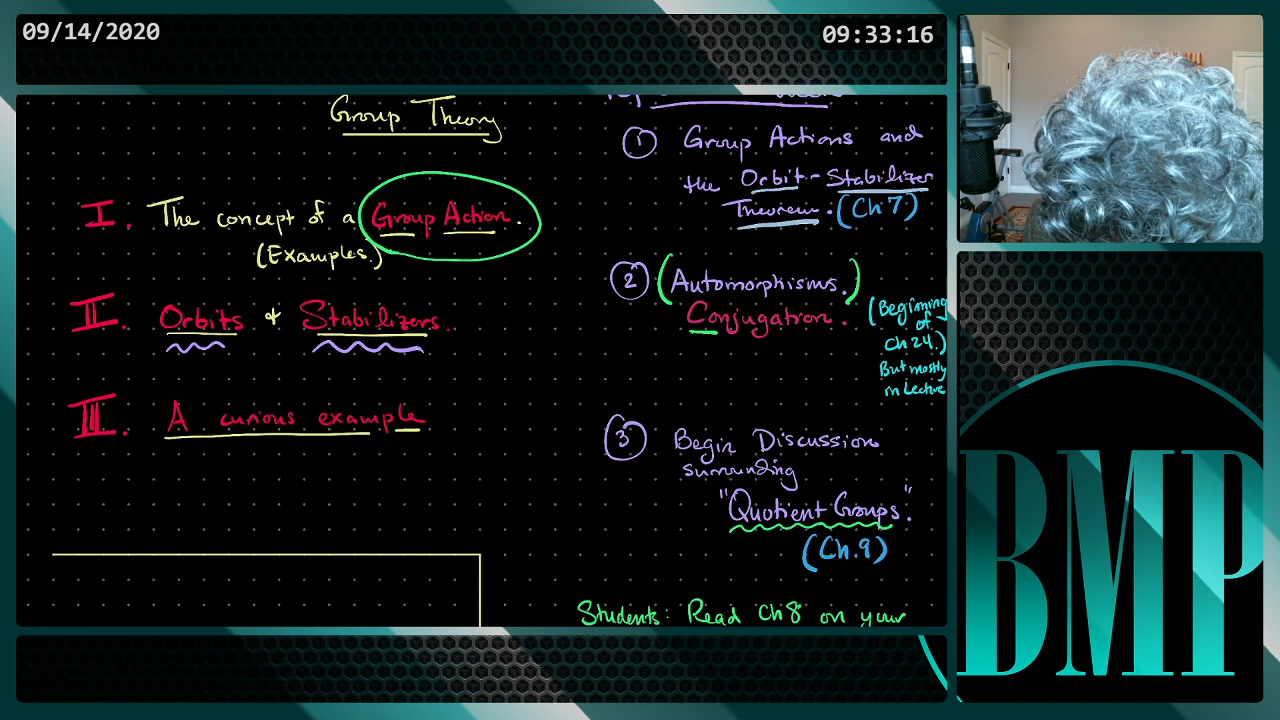 09/14/2020
09:33:16
Group Theory
I. The concept of a Group Action.
(Examples.)
II. Orbits & Stabilizers.
III. A curious example
① Group Actions and
the Orbit-Stabilizer
Theorem. (Ch 7)
② (Automorphisms.)
Conjugation.
(Beginning
of
Ch 24.)
But mostly
in Lecture
③ Begin Discussion
surrounding
"Quotient Groups".
(Ch.9)
Students: Read Ch 8 on your
BMP